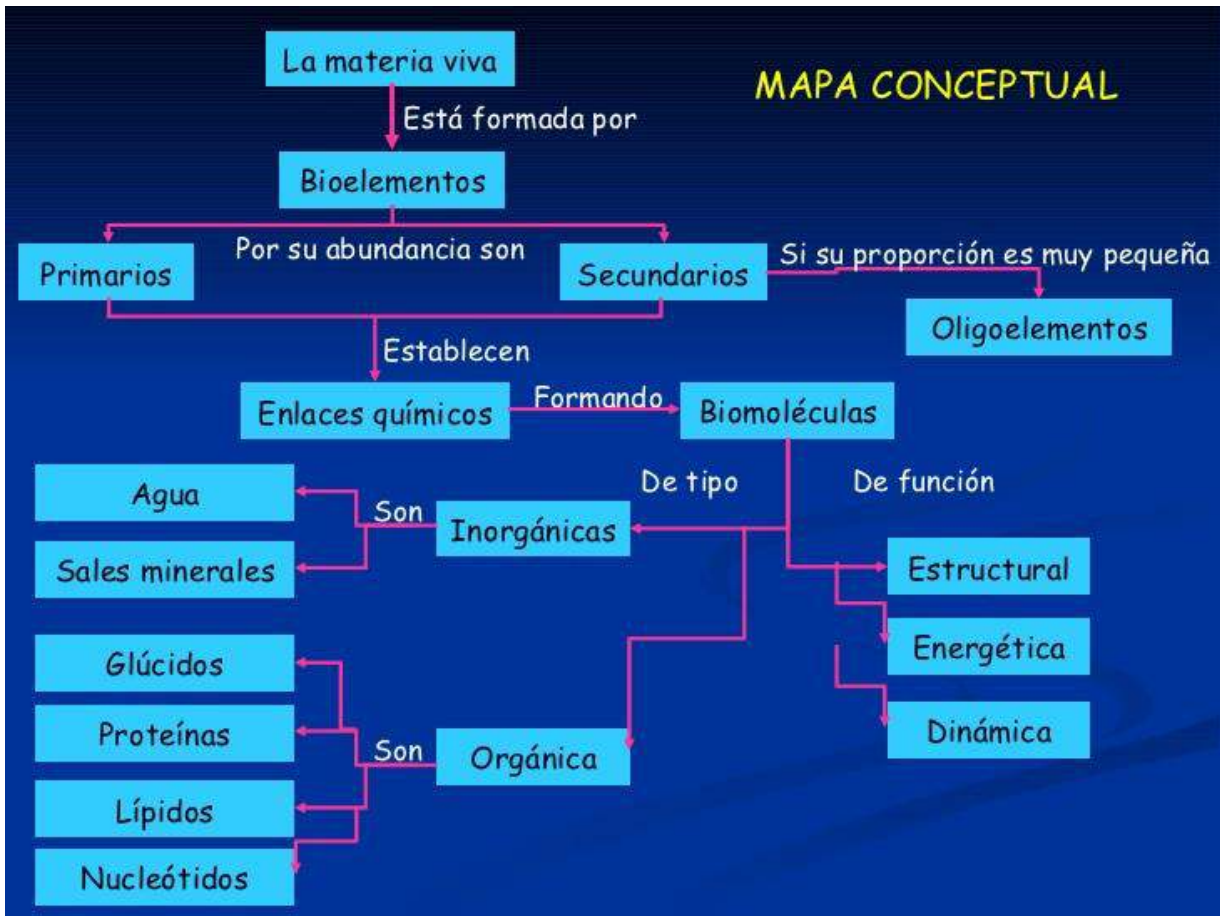 La materia viva
MAPA CONCEPTUAL
Está formada por
Bioelementos
Por su abundancia son
Primarios
Secundarios
Si su proporción es muy pequeña
Oligoelementos
Establecen
Enlaces químicos
Formando
Biomoléculas
De tipo
De función
Inorgánicas
Son
Agua
Sales minerales
Orgánica
Son
Glúcidos
Proteínas
Lípidos
Nucleótidos
Estructural
Energética
Dinámica